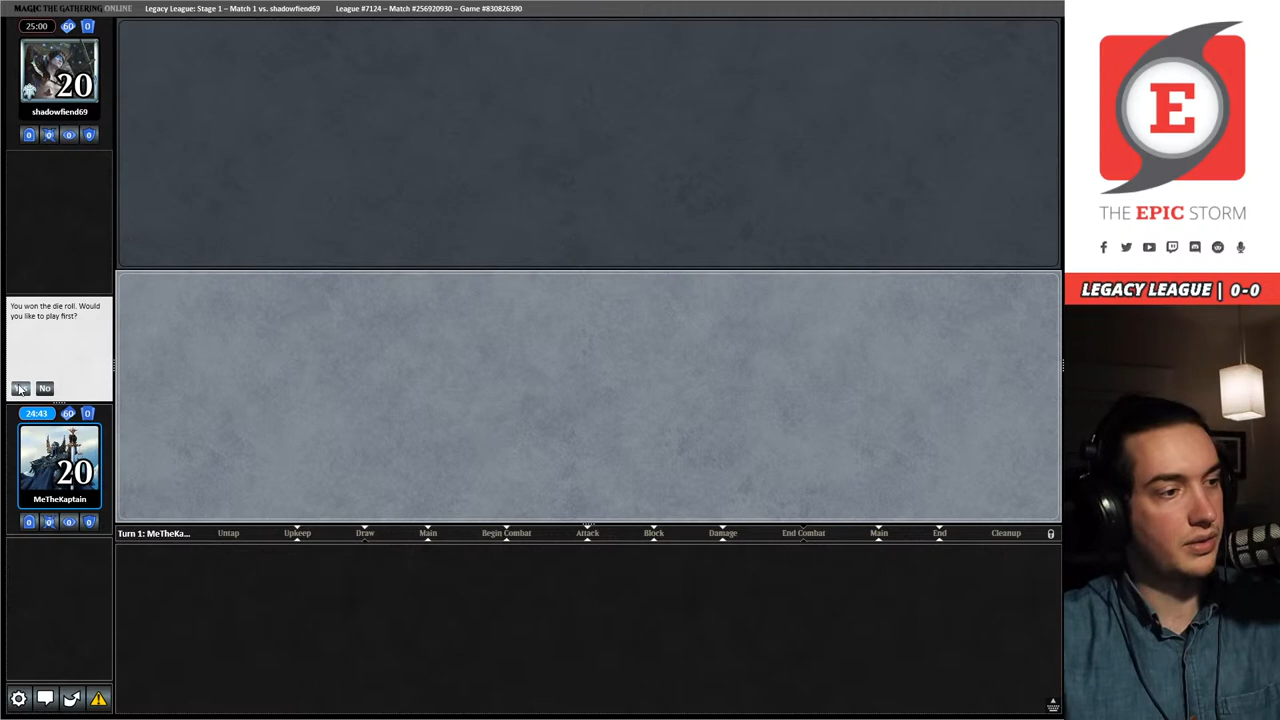 MAGIC THE GATHERING ONLINE Legacy League: Stage 1 – Match 1 vs. shadowfiend69 League #7124 – Match #256920930 – Game #830826390
25:00 60 0
20
shadowfiend69
0 0 0 0
E
THE EPIC STORM
LEGACY LEAGUE | 0-0
You won the die roll. Would
you like to play first?
No
24:43 60 0
20
MeTheKaptain
0 0 0 0
Turn 1: MeTheKa... Untap Upkeep Draw Main Begin Combat Attack Block Damage End Combat Main End Cleanup